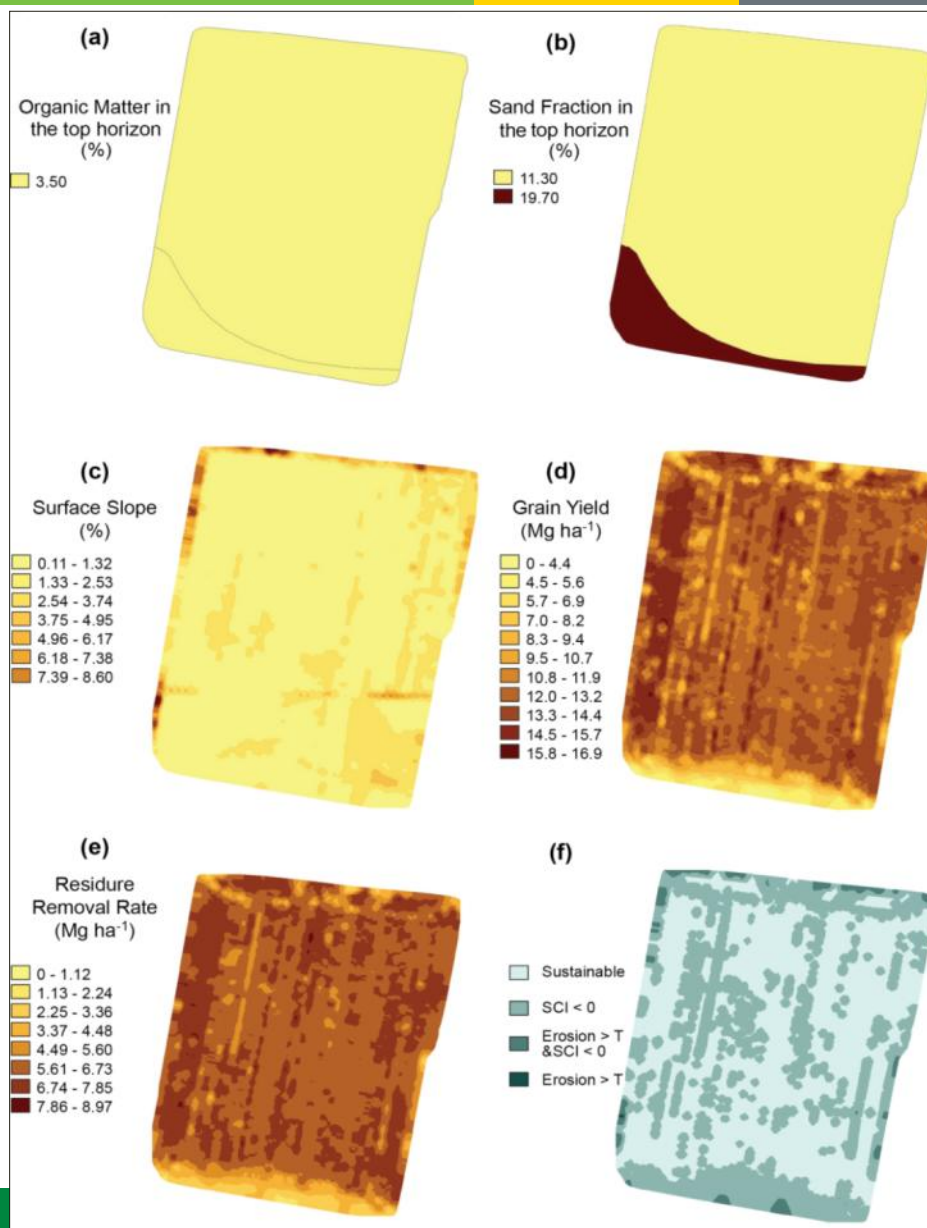 (a)
Organic Matter in
the top horizon
(%)
3.50
(b)
Sand Fraction in
the top horizon
(%)
11.30
19.70
(c)
Surface Slope
(%)
0.11 - 1.32
1.33 - 2.53
2.54 - 3.74
3.75 - 4.95
4.96 - 6.17
6.18 - 7.38
7.39 - 8.60
(d)
Grain Yield
(Mg ha⁻¹)
0 - 4.4
4.5 - 5.6
5.7 - 6.9
7.0 - 8.2
8.3 - 9.4
9.5 - 10.7
10.8 - 11.9
12.0 - 13.2
13.3 - 14.4
14.5 - 15.7
15.8 - 16.9
(e)
Residure
Removal Rate
(Mg ha⁻¹)
0 - 1.12
1.13 - 2.24
2.25 - 3.36
3.37 - 4.48
4.49 - 5.60
5.61 - 6.73
6.74 - 7.85
7.86 - 8.97
(f)
Sustainable
SCI < 0
Erosion > T
&SCI < 0
Erosion > T